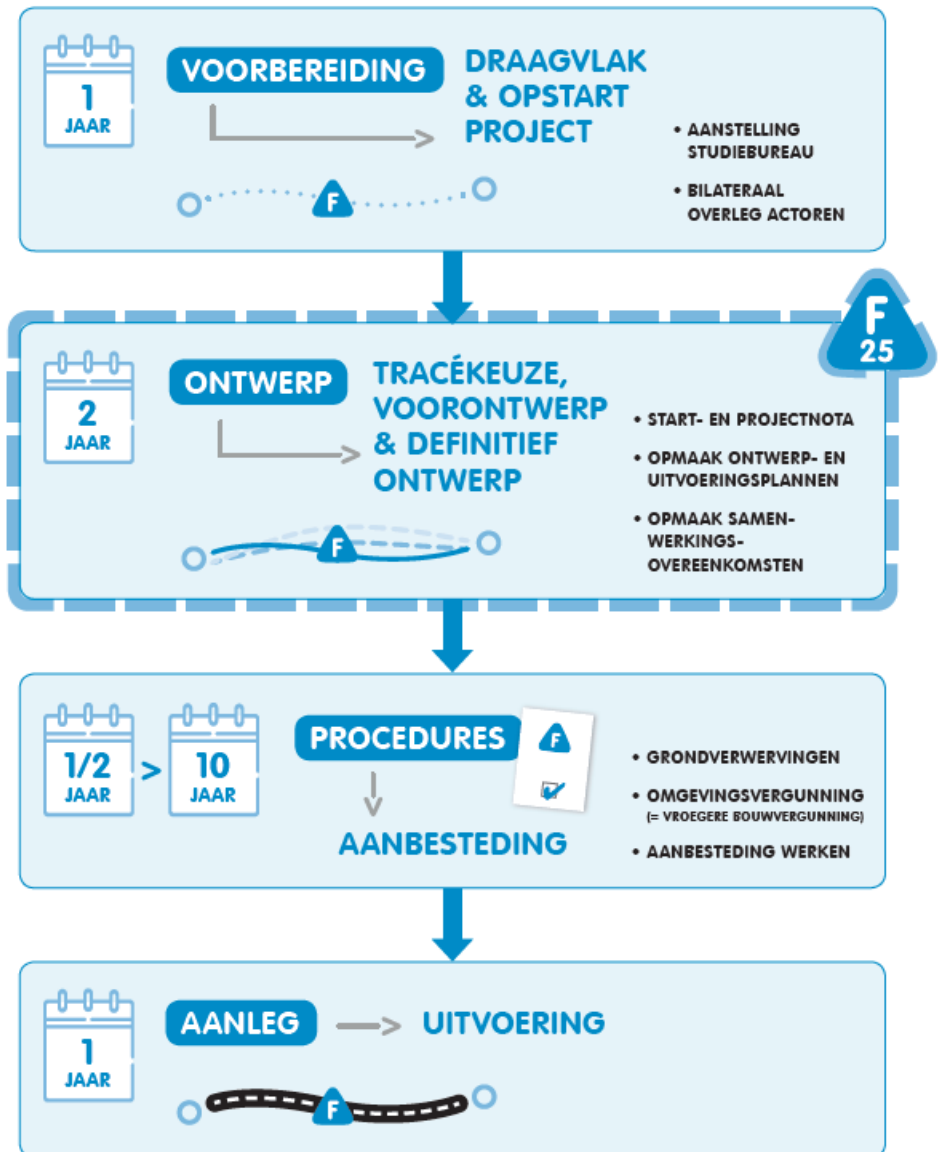 1
JAAR
VOORBEREIDING
DRAAGVLAK
& OPSTART
PROJECT
• AANSTELLING
STUDIEBUREAU
• BILATERAAL
OVERLEG ACTOREN
F
F
25
2
JAAR
ONTWERP
TRACÉKEUZE,
VOORONTWERP
& DEFINITIEF
ONTWERP
• START- EN PROJECTNOTA
• OPMAAK ONTWERP- EN
UITVOERINGSPLANNEN
• OPMAAK SAMEN-
WERKINGS-
OVEREENKOMSTEN
F
1/2
JAAR
>
10
JAAR
PROCEDURES
F
AANBESTEDING
• GRONDVERWERVINGEN
• OMGEVINGSVERGUNNING
(= VROEGERE BOUWVERGUNNING)
• AANBESTEDING WERKEN
1
JAAR
AANLEG
UITVOERING
F